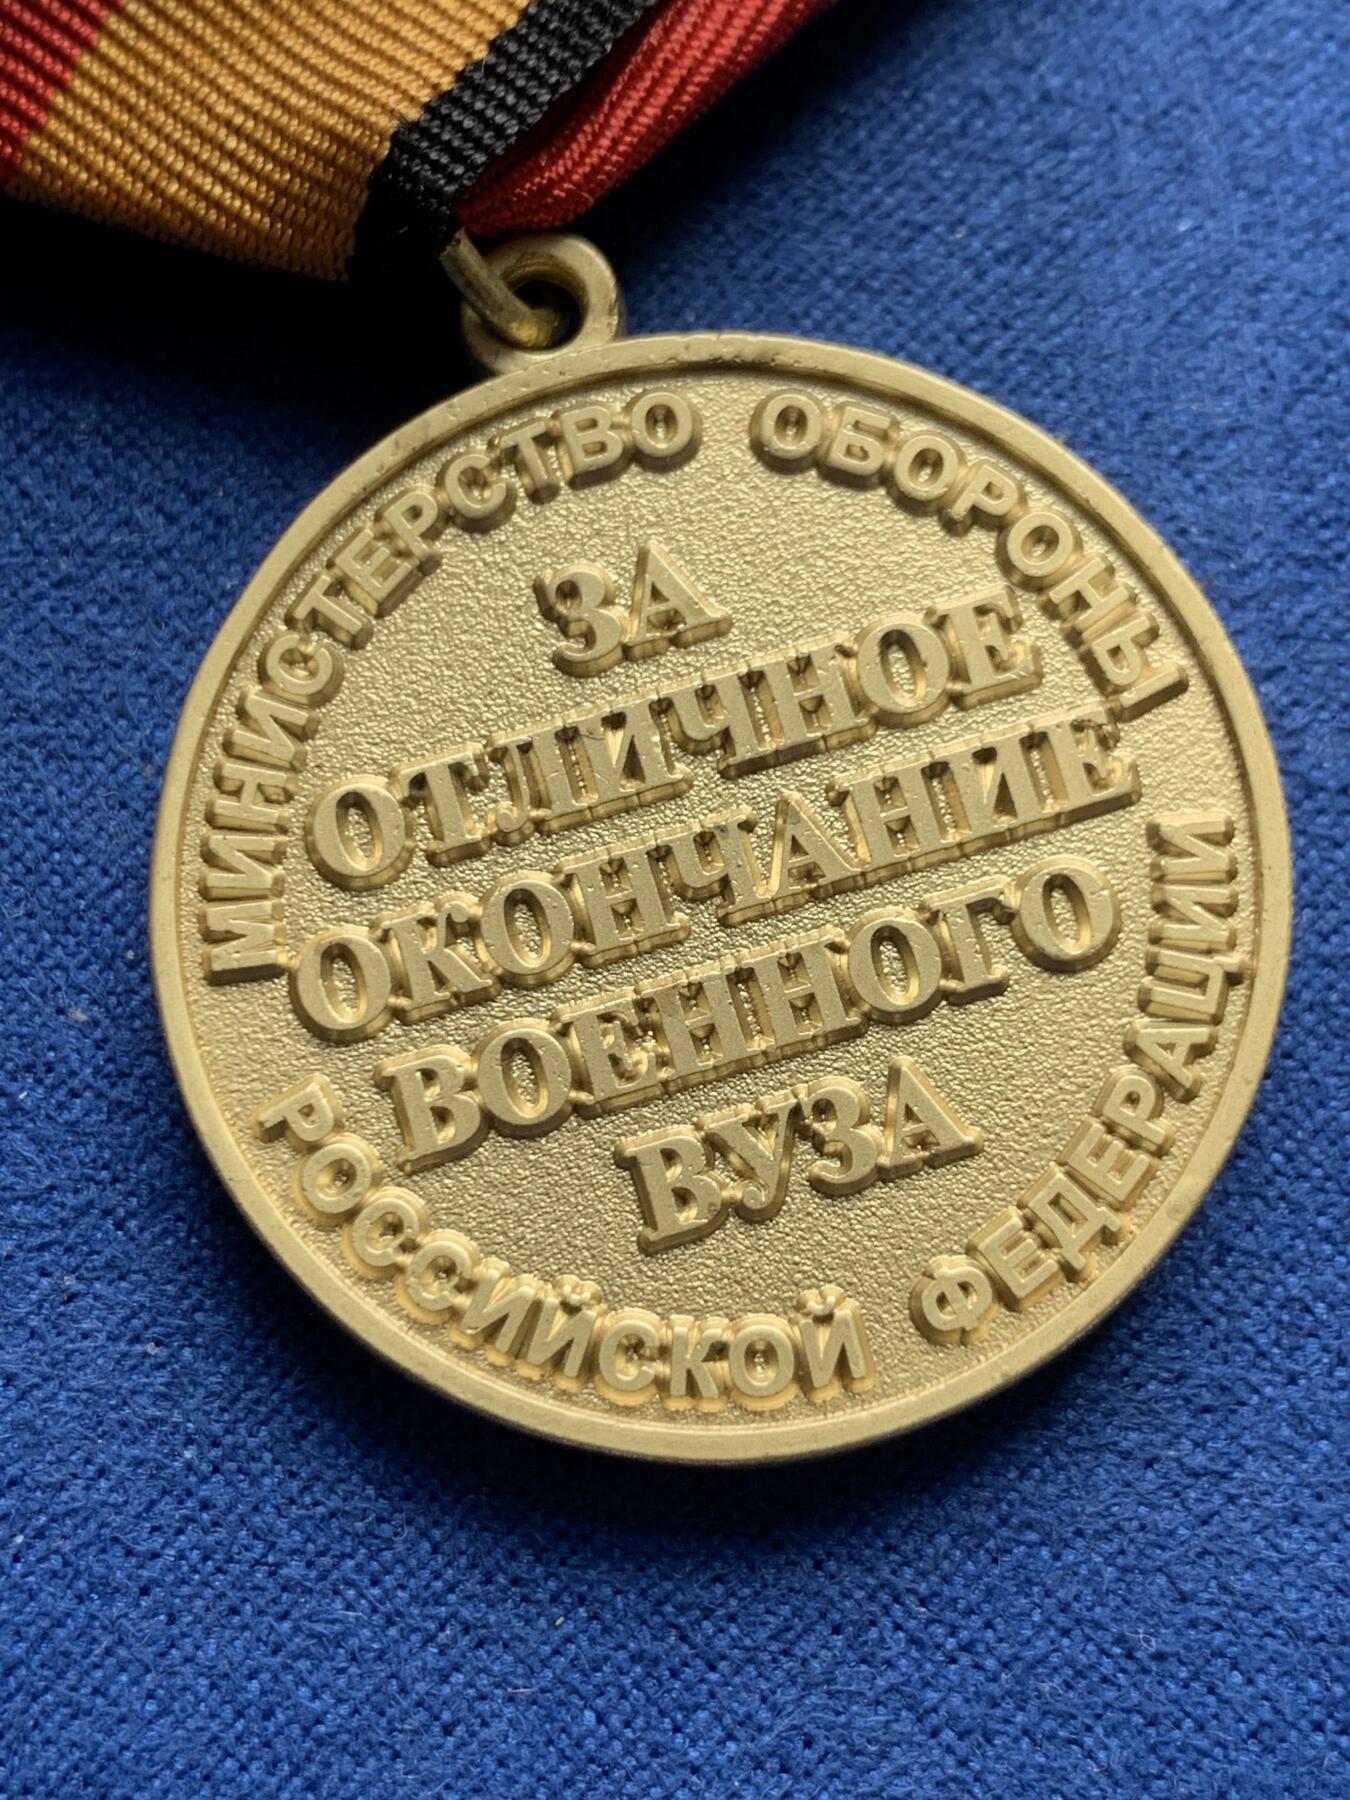 МИНИСТЕРСТВО ОБОРОНЫ
ЗА
ОТЛИЧНОЕ
ОКОНЧАНИЕ
ВОЕННОГО
ВУЗА
РОССИЙСКОЙ ФЕДЕРАЦИИ